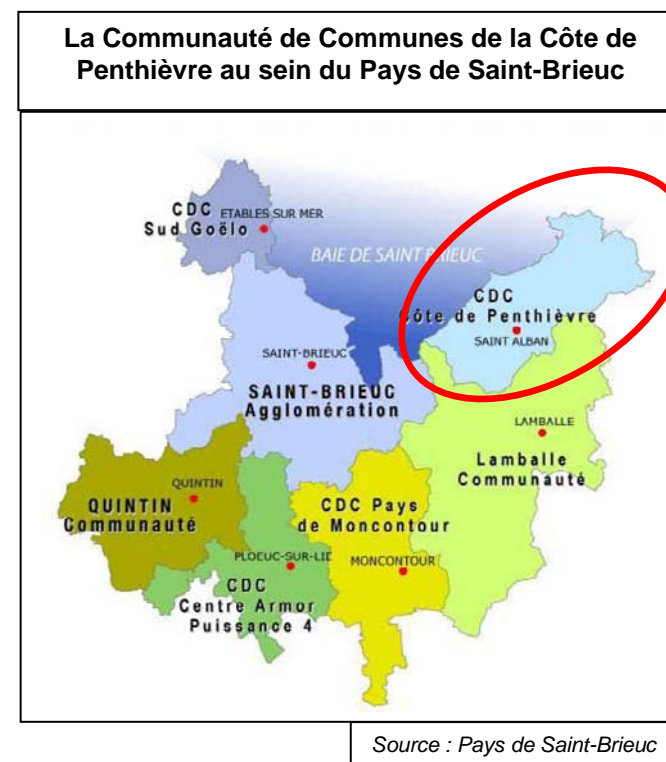 La Communauté de Communes de la Côte de
Penthièvre au sein du Pays de Saint-Brieuc
CDC
Sud Goëlo
ETABLES SUR MER
BAIE DE SAINT BRIEUC
CDC
Côte de Penthièvre
SAINT ALBAN
SAINT-BRIEUC
SAINT-BRIEUC
Agglomération
LAMBALLE
Lamballe
Communauté
QUINTIN
QUINTIN
Communauté
CDC Pays
de Moncontour
MONCONTOUR
PLOEUC-SUR-LIE
CDC
Centre Armor
Puissance 4
Source : Pays de Saint-Brieuc